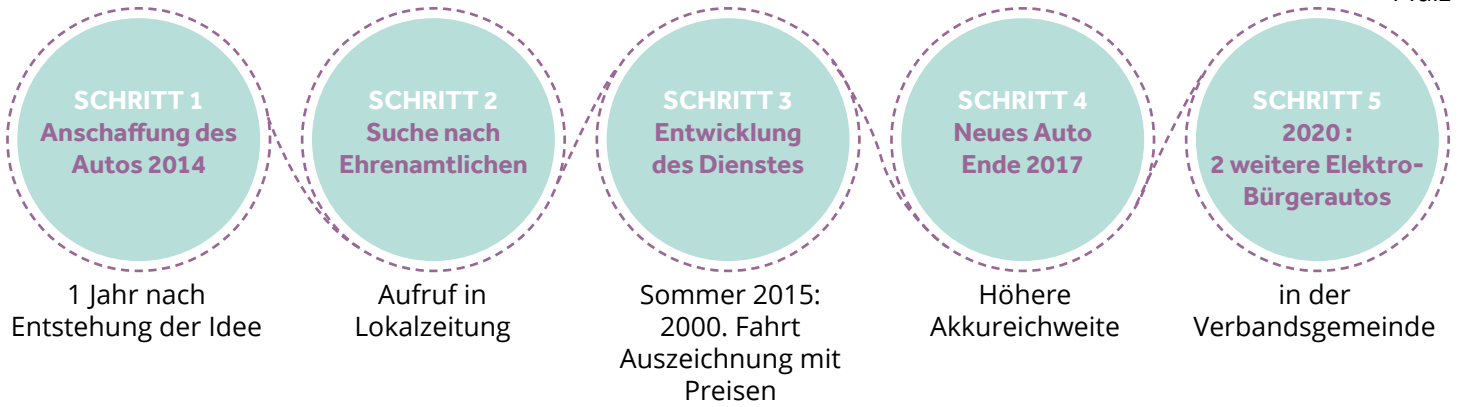 SCHRITT 1
Anschaffung des
Autos 2014
1 Jahr nach
Entstehung der Idee
SCHRITT 2
Suche nach
Ehrenamtlichen
Aufruf in
Lokalzeitung
SCHRITT 3
Entwicklung
des Dienstes
Sommer 2015:
2000. Fahrt
Auszeichnung mit
Preisen
SCHRITT 4
Neues Auto
Ende 2017
Höhere
Akkureichweite
SCHRITT 5
2020 :
2 weitere Elektro-
Bürgerautos
in der
Verbandsgemeinde